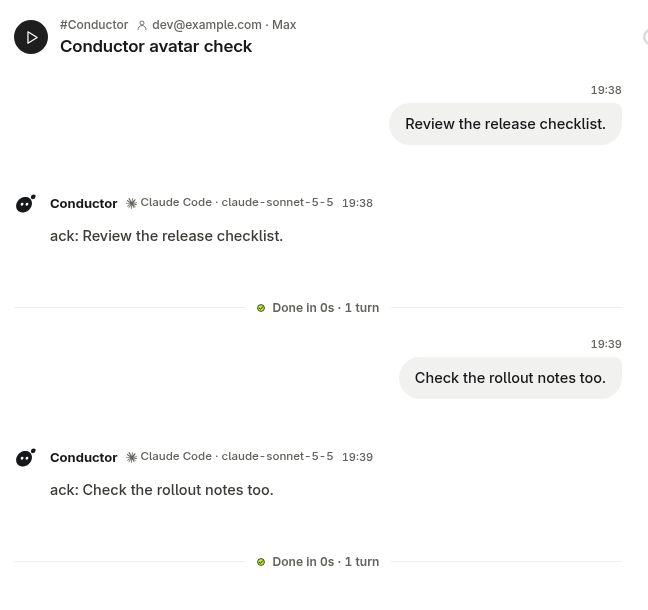 #Conductor dev@example.com · Max
Conductor avatar check
19:38
Review the release checklist.
Conductor Claude Code · claude-sonnet-5-5 19:38
ack: Review the release checklist.
Done in 0s · 1 turn
19:39
Check the rollout notes too.
Conductor Claude Code · claude-sonnet-5-5 19:39
ack: Check the rollout notes too.
Done in 0s · 1 turn